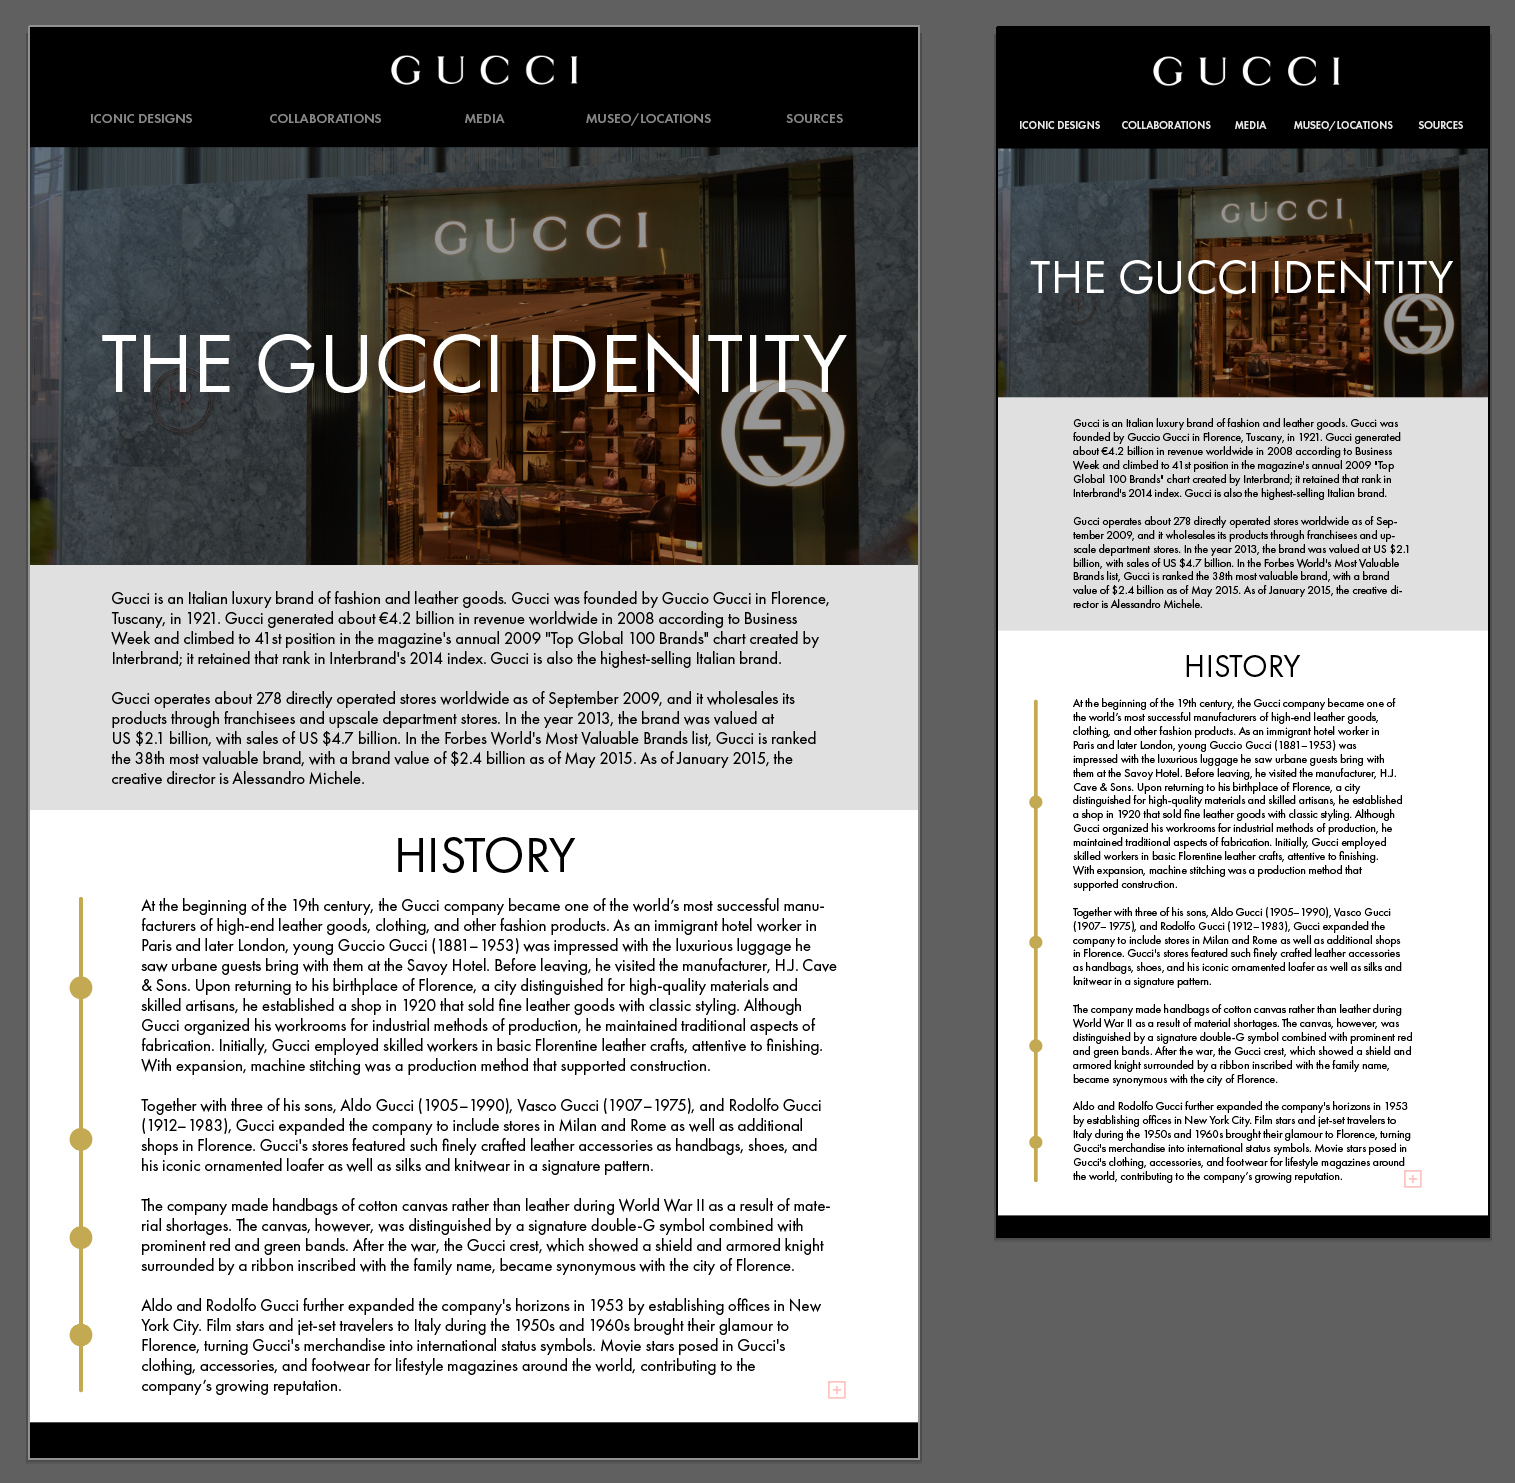 GUCCI
ICONIC DESIGNS COLLABORATIONS MEDIA MUSEO/LOCATIONS SOURCES
GUCCI
THE GUCCI IDENTITY
Gucci is an Italian luxury brand of fashion and leather goods. Gucci was founded by Guccio Gucci in Florence,
Tuscany, in 1921. Gucci generated about €4.2 billion in revenue worldwide in 2008 according to Business
Week and climbed to 41st position in the magazine's annual 2009 "Top Global 100 Brands" chart created by
Interbrand; it retained that rank in Interbrand's 2014 index. Gucci is also the highest-selling Italian brand.
Gucci operates about 278 directly operated stores worldwide as of September 2009, and it wholesales its
products through franchisees and upscale department stores. In the year 2013, the brand was valued at
US $2.1 billion, with sales of US $4.7 billion. In the Forbes World's Most Valuable Brands list, Gucci is ranked
the 38th most valuable brand, with a brand value of $2.4 billion as of May 2015. As of January 2015, the
creative director is Alessandro Michele.
HISTORY
At the beginning of the 19th century, the Gucci company became one of the world’s most successful manu-
facturers of high-end leather goods, clothing, and other fashion products. As an immigrant hotel worker in
Paris and later London, young Guccio Gucci (1881–1953) was impressed with the luxurious luggage he
saw urbane guests bring with them at the Savoy Hotel. Before leaving, he visited the manufacturer, H.J. Cave
& Sons. Upon returning to his birthplace of Florence, a city distinguished for high-quality materials and
skilled artisans, he established a shop in 1920 that sold fine leather goods with classic styling. Although
Gucci organized his workrooms for industrial methods of production, he maintained traditional aspects of
fabrication. Initially, Gucci employed skilled workers in basic Florentine leather crafts, attentive to finishing.
With expansion, machine stitching was a production method that supported construction.
Together with three of his sons, Aldo Gucci (1905–1990), Vasco Gucci (1907–1975), and Rodolfo Gucci
(1912–1983), Gucci expanded the company to include stores in Milan and Rome as well as additional
shops in Florence. Gucci's stores featured such finely crafted leather accessories as handbags, shoes, and
his iconic ornamented loafer as well as silks and knitwear in a signature pattern.
The company made handbags of cotton canvas rather than leather during World War II as a result of mate-
rial shortages. The canvas, however, was distinguished by a signature double-G symbol combined with
prominent red and green bands. After the war, the Gucci crest, which showed a shield and armored knight
surrounded by a ribbon inscribed with the family name, became synonymous with the city of Florence.
Aldo and Rodolfo Gucci further expanded the company's horizons in 1953 by establishing offices in New
York City. Film stars and jet-set travelers to Italy during the 1950s and 1960s brought their glamour to
Florence, turning Gucci's merchandise into international status symbols. Movie stars posed in Gucci's
clothing, accessories, and footwear for lifestyle magazines around the world, contributing to the
company’s growing reputation.
GUCCI
ICONIC DESIGNS COLLABORATIONS MEDIA MUSEO/LOCATIONS SOURCES
GUCCI
THE GUCCI IDENTITY
Gucci is an Italian luxury brand of fashion and leather goods. Gucci was
founded by Guccio Gucci in Florence, Tuscany, in 1921. Gucci generated
about €4.2 billion in revenue worldwide in 2008 according to Business
Week and climbed to 41st position in the magazine's annual 2009 "Top
Global 100 Brands" chart created by Interbrand; it retained that rank in
Interbrand's 2014 index. Gucci is also the highest-selling Italian brand.
Gucci operates about 278 directly operated stores worldwide as of Sep-
tember 2009, and it wholesales its products through franchisees and up-
scale department stores. In the year 2013, the brand was valued at US $2.1
billion, with sales of US $4.7 billion. In the Forbes World's Most Valuable
Brands list, Gucci is ranked the 38th most valuable brand, with a brand
value of $2.4 billion as of May 2015. As of January 2015, the creative di-
rector is Alessandro Michele.
HISTORY
At the beginning of the 19th century, the Gucci company became one of
the world’s most successful manufacturers of high-end leather goods,
clothing, and other fashion products. As an immigrant hotel worker in
Paris and later London, young Guccio Gucci (1881–1953) was
impressed with the luxurious luggage he saw urbane guests bring with
them at the Savoy Hotel. Before leaving, he visited the manufacturer, H.J.
Cave & Sons. Upon returning to his birthplace of Florence, a city
distinguished for high-quality materials and skilled artisans, he established
a shop in 1920 that sold fine leather goods with classic styling. Although
Gucci organized his workrooms for industrial methods of production, he
maintained traditional aspects of fabrication. Initially, Gucci employed
skilled workers in basic Florentine leather crafts, attentive to finishing.
With expansion, machine stitching was a production method that
supported construction.
Together with three of his sons, Aldo Gucci (1905–1990), Vasco Gucci
(1907–1975), and Rodolfo Gucci (1912–1983), Gucci expanded the
company to include stores in Milan and Rome as well as additional shops
in Florence. Gucci's stores featured such finely crafted leather accessories
as handbags, shoes, and his iconic ornamented loafer as well as silks and
knitwear in a signature pattern.
The company made handbags of cotton canvas rather than leather during
World War II as a result of material shortages. The canvas, however, was
distinguished by a signature double-G symbol combined with prominent red
and green bands. After the war, the Gucci crest, which showed a shield and
armored knight surrounded by a ribbon inscribed with the family name,
became synonymous with the city of Florence.
Aldo and Rodolfo Gucci further expanded the company's horizons in 1953
by establishing offices in New York City. Film stars and jet-set travelers to
Italy during the 1950s and 1960s brought their glamour to Florence, turning
Gucci's merchandise into international status symbols. Movie stars posed in
Gucci's clothing, accessories, and footwear for lifestyle magazines around
the world, contributing to the company’s growing reputation.